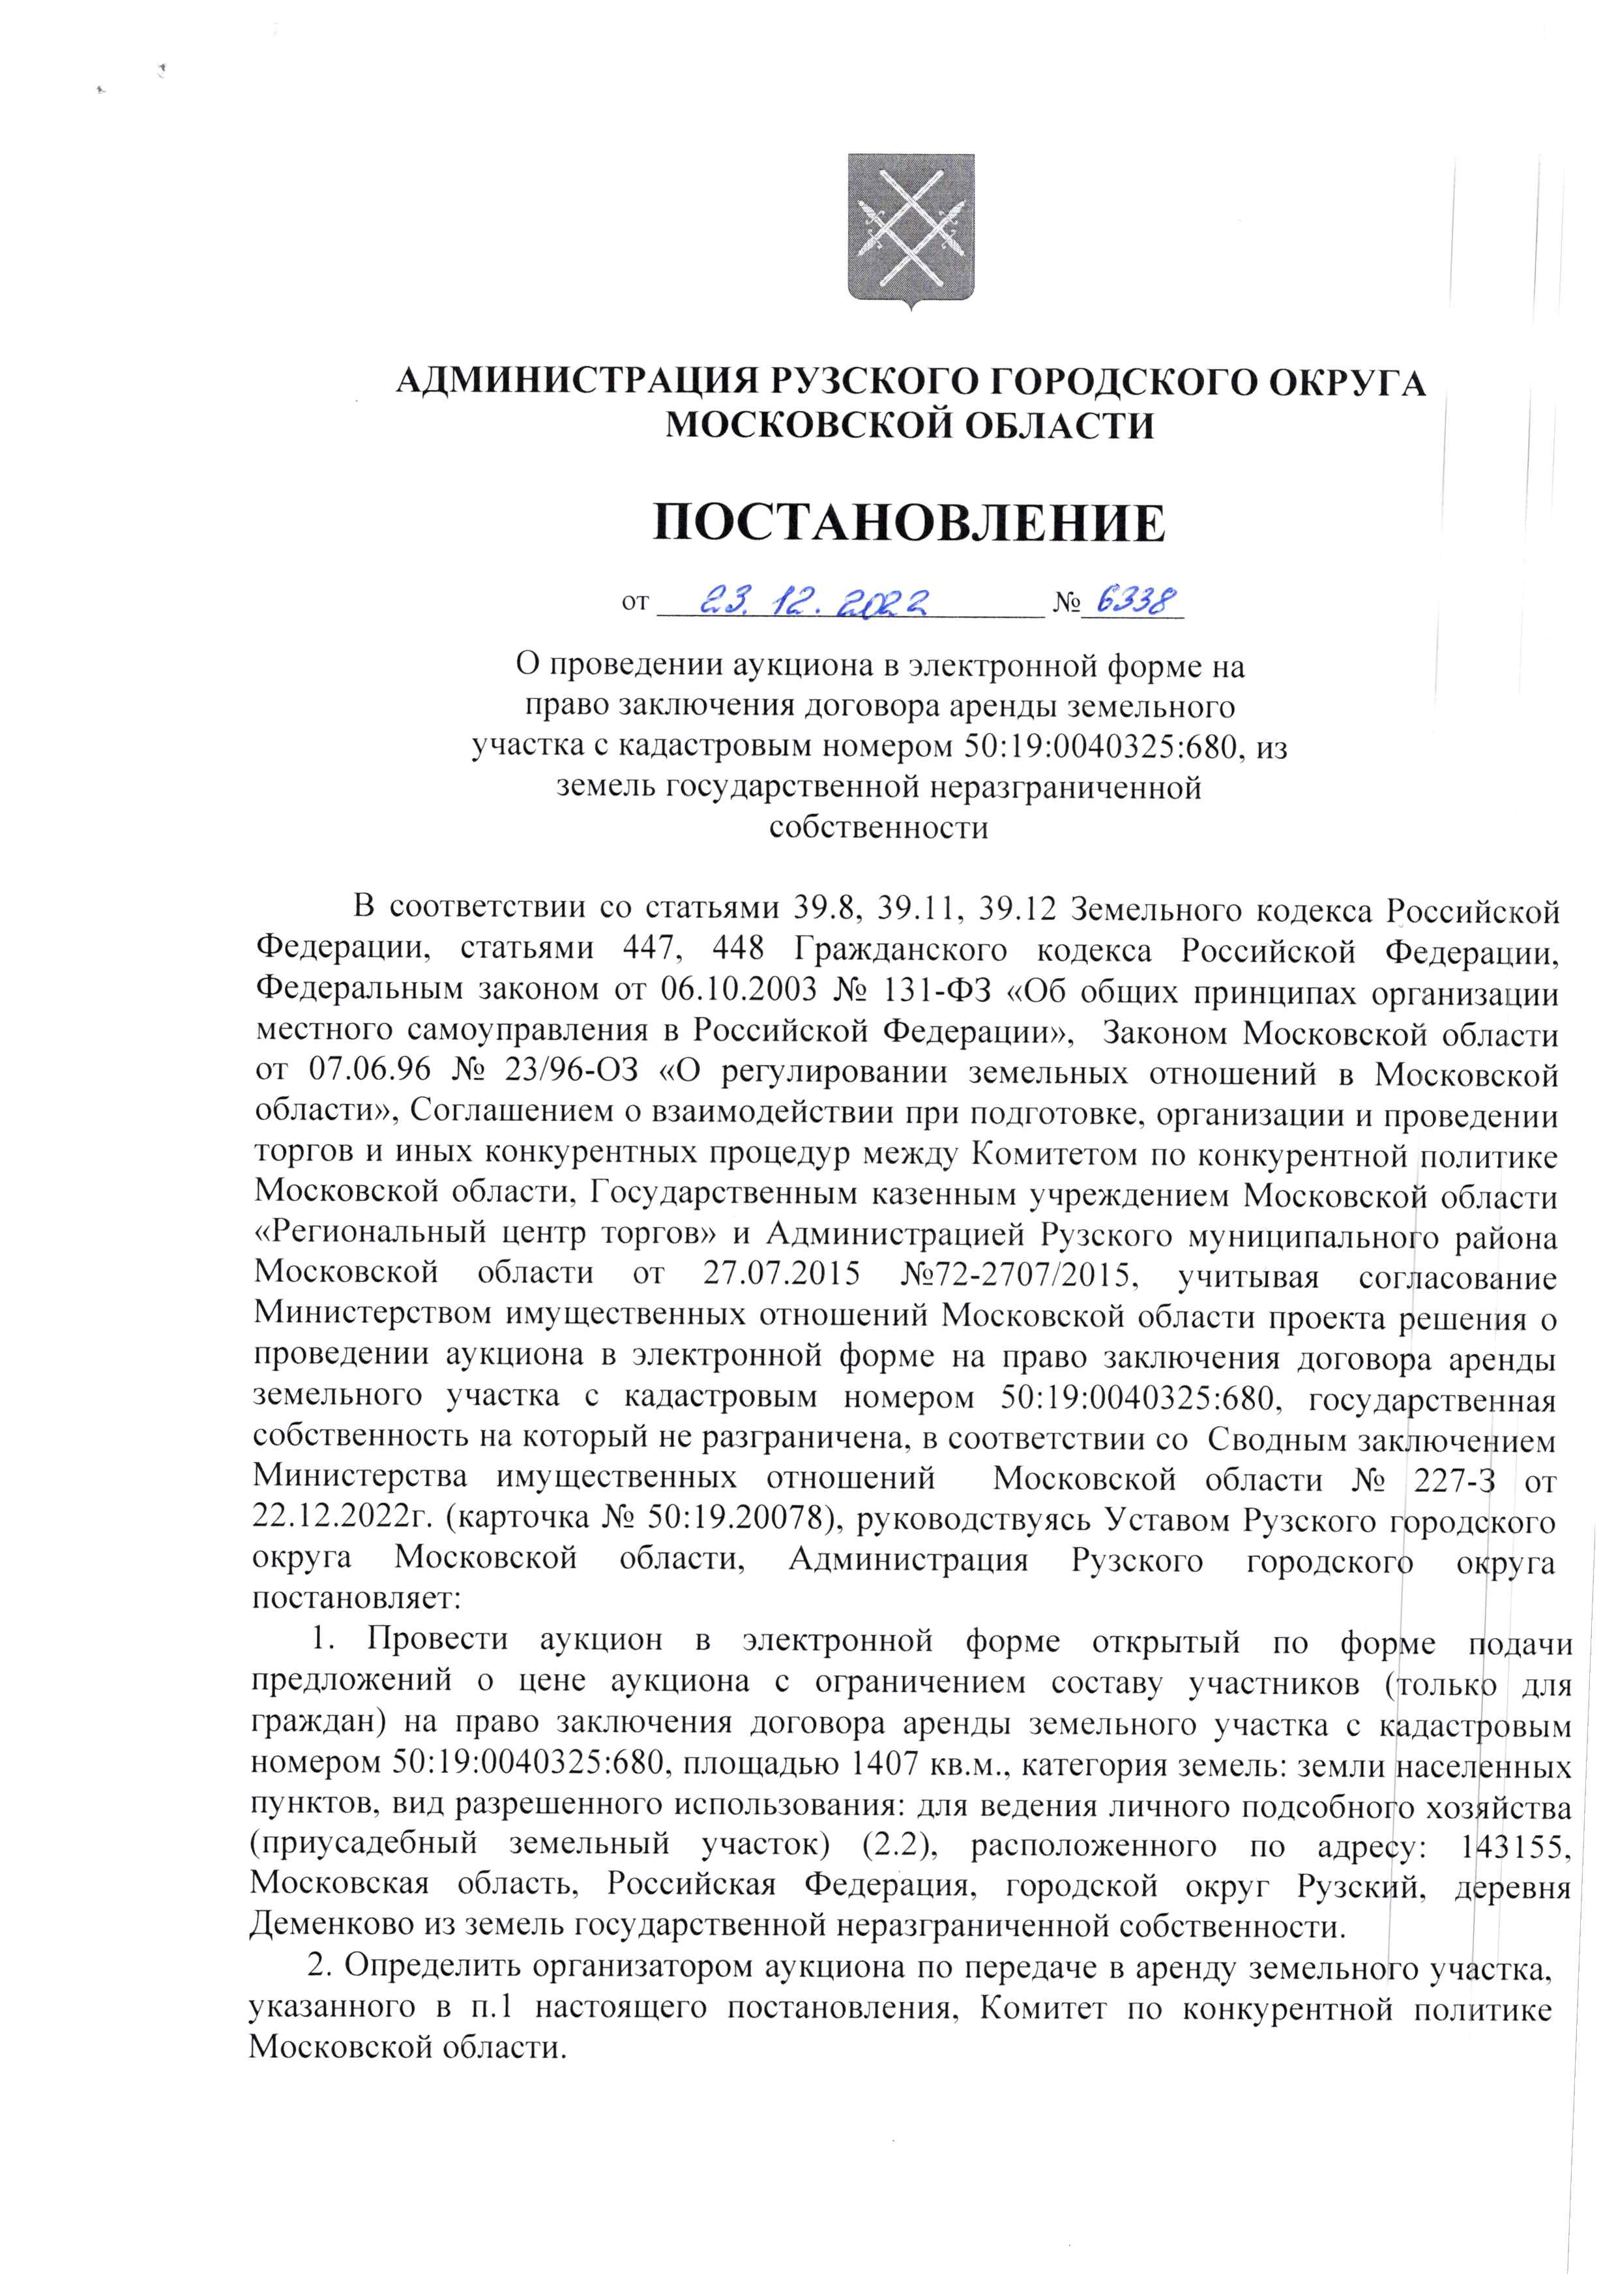 АДМИНИСТРАЦИЯ РУЗСКОГО ГОРОДСКОГО ОКРУГА
МОСКОВСКОЙ ОБЛАСТИ
ПОСТАНОВЛЕНИЕ
от 23.12.2022 № 6338
О проведении аукциона в электронной форме на
право заключения договора аренды земельного
участка с кадастровым номером 50:19:0040325:680, из
земель государственной неразграниченной
собственности
В соответствии со статьями 39.8, 39.11, 39.12 Земельного кодекса Российской
Федерации, статьями 447, 448 Гражданского кодекса Российской Федерации,
Федеральным законом от 06.10.2003 № 131-ФЗ «Об общих принципах организации
местного самоуправления в Российской Федерации», Законом Московской области
от 07.06.96 № 23/96-ОЗ «О регулировании земельных отношений в Московской
области», Соглашением о взаимодействии при подготовке, организации и проведении
торгов и иных конкурентных процедур между Комитетом по конкурентной политике
Московской области, Государственным казенным учреждением Московской области
«Региональный центр торгов» и Администрацией Рузского муниципального района
Московской области от 27.07.2015 №72-2707/2015, учитывая согласование
Министерством имущественных отношений Московской области проекта решения о
проведении аукциона в электронной форме на право заключения договора аренды
земельного участка с кадастровым номером 50:19:0040325:680, государственная
собственность на который не разграничена, в соответствии со Сводным заключением
Министерства имущественных отношений Московской области № 227-З от
22.12.2022г. (карточка № 50:19.20078), руководствуясь Уставом Рузского городского
округа Московской области, Администрация Рузского городского округа
постановляет:
1. Провести аукцион в электронной форме открытый по форме подачи
предложений о цене аукциона с ограничением составу участников (только для
граждан) на право заключения договора аренды земельного участка с кадастровым
номером 50:19:0040325:680, площадью 1407 кв.м., категория земель: земли населенных
пунктов, вид разрешенного использования: для ведения личного подсобного хозяйства
(приусадебный земельный участок) (2.2), расположенного по адресу: 143155,
Московская область, Российская Федерация, городской округ Рузский, деревня
Деменково из земель государственной неразграниченной собственности.
2. Определить организатором аукциона по передаче в аренду земельного участка,
указанного в п.1 настоящего постановления, Комитет по конкурентной политике
Московской области.